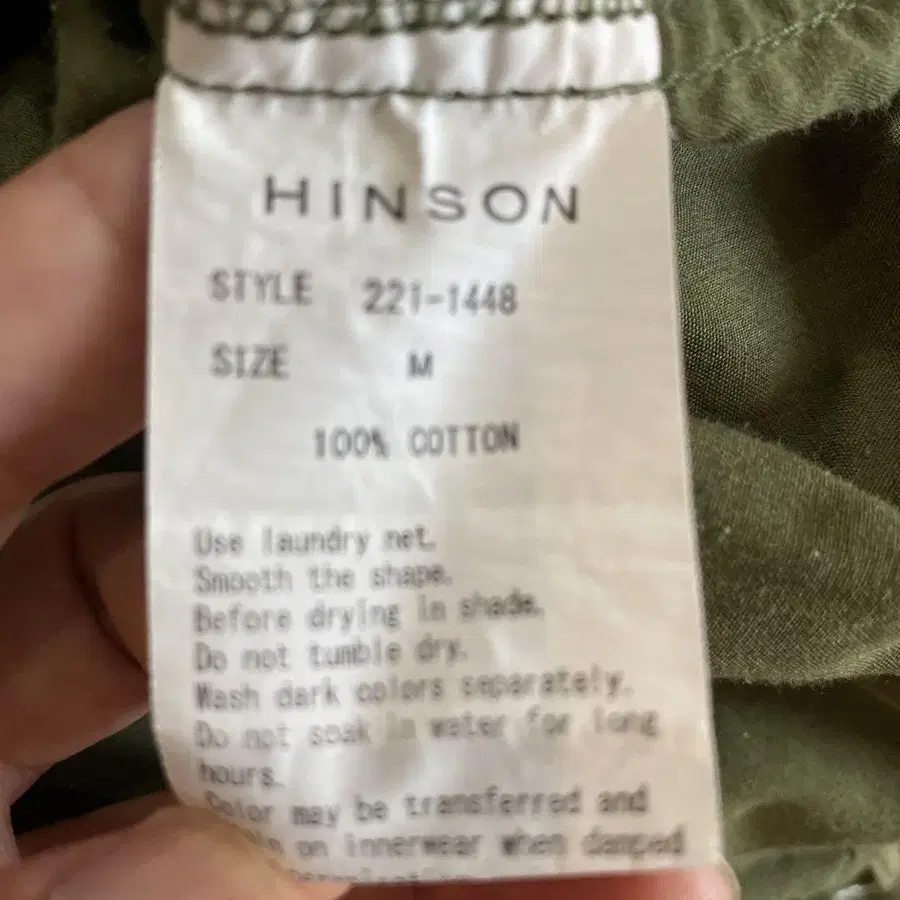 HINSON
STYLE 221-1448
SIZE M
100% COTTON
Use laundry net.
Smooth the shape.
Before drying in shade.
Do not tumble dry.
Wash dark colors separately.
Do not soak in water for long
hours.
Color may be transferred and
on innerwear when damped